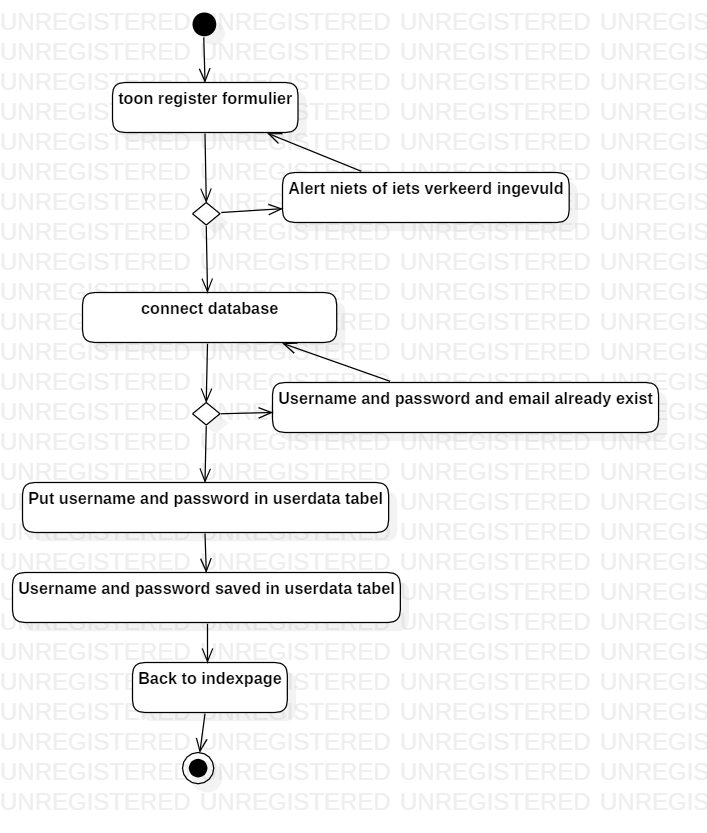 toon register formulier
Alert niets of iets verkeerd ingevuld
connect database
Username and password and email already exist
Put username and password in userdata tabel
Username and password saved in userdata tabel
Back to indexpage
UNREGISTERED